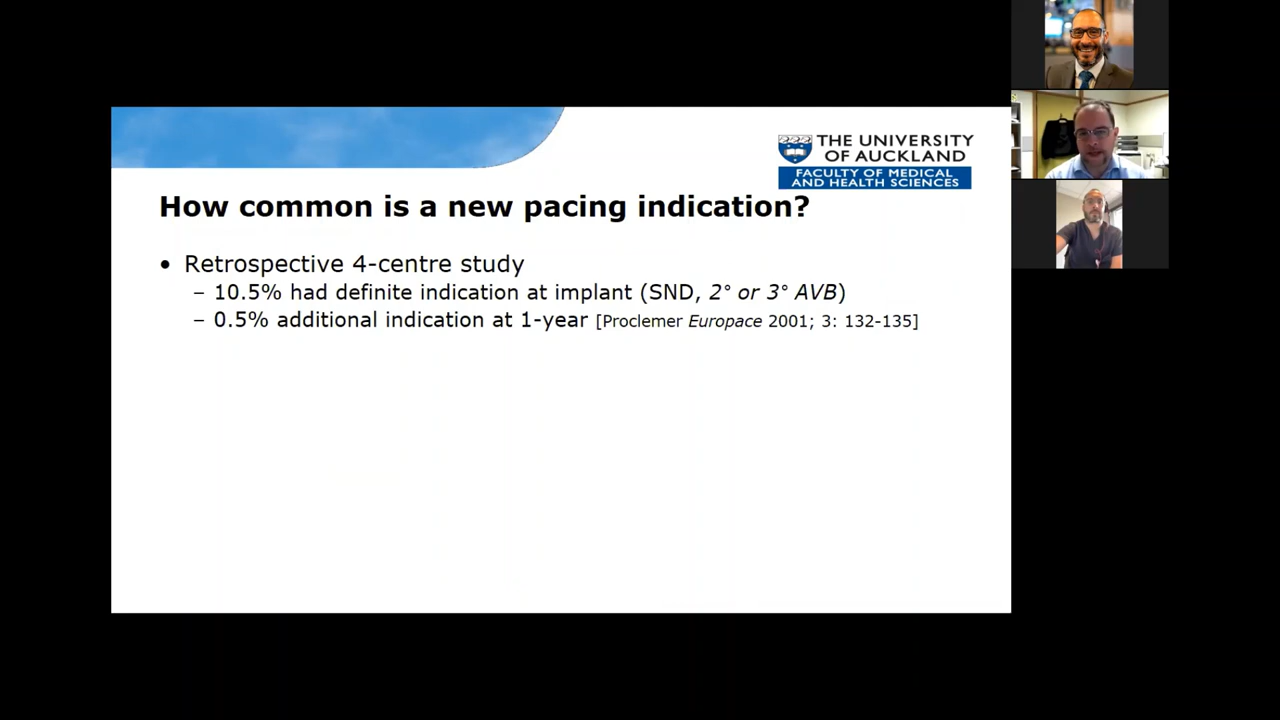 THE UNIVERSITY
OF AUCKLAND
FACULTY OF MEDICAL
AND HEALTH SCIENCES
How common is a new pacing indication?
• Retrospective 4-centre study
– 10.5% had definite indication at implant (SND, 2° or 3° AVB)
– 0.5% additional indication at 1-year [Proclemer Europace 2001; 3: 132-135]